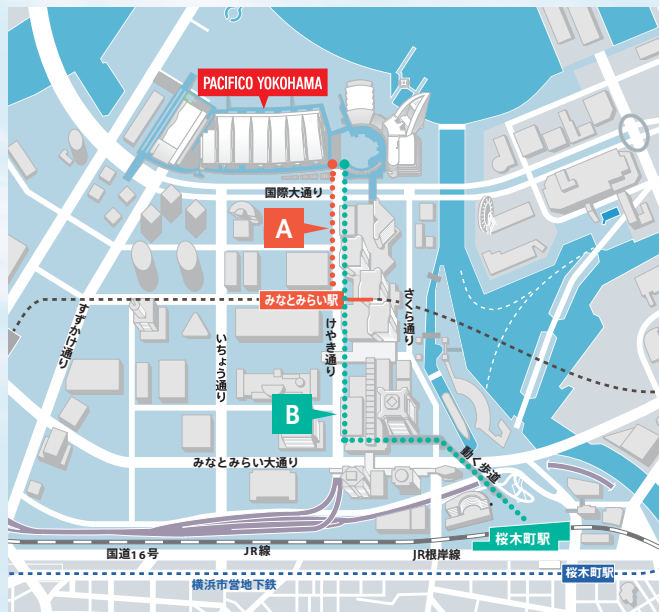 PACIFICO YOKOHAMA
国際大通り
A
みなとみらい駅
すずかけ通り
いちょう通り
けやき通り
さくら通り
B
みなとみらい大通り
動く歩道
桜木町駅
国道16号
JR線
JR根岸線
桜木町駅
横浜市営地下鉄